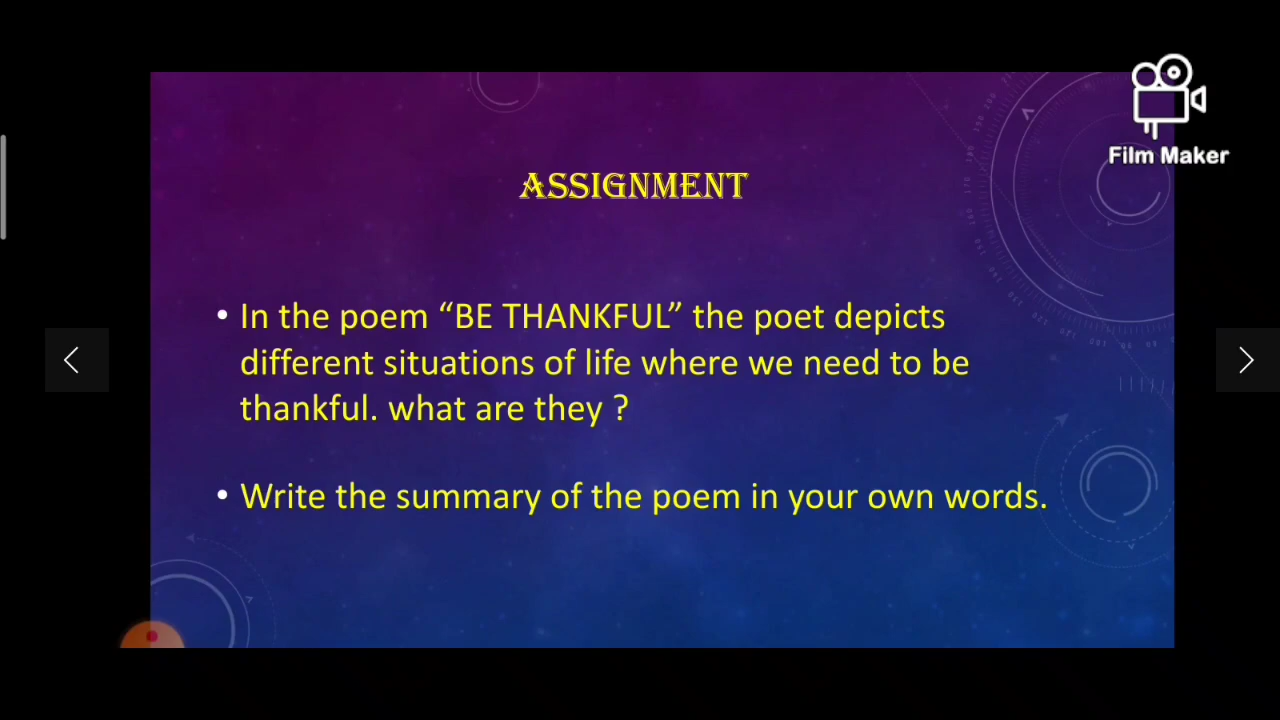 Film Maker
ASSIGNMENT
• In the poem “BE THANKFUL” the poet depicts
different situations of life where we need to be
thankful. what are they ?
• Write the summary of the poem in your own words.